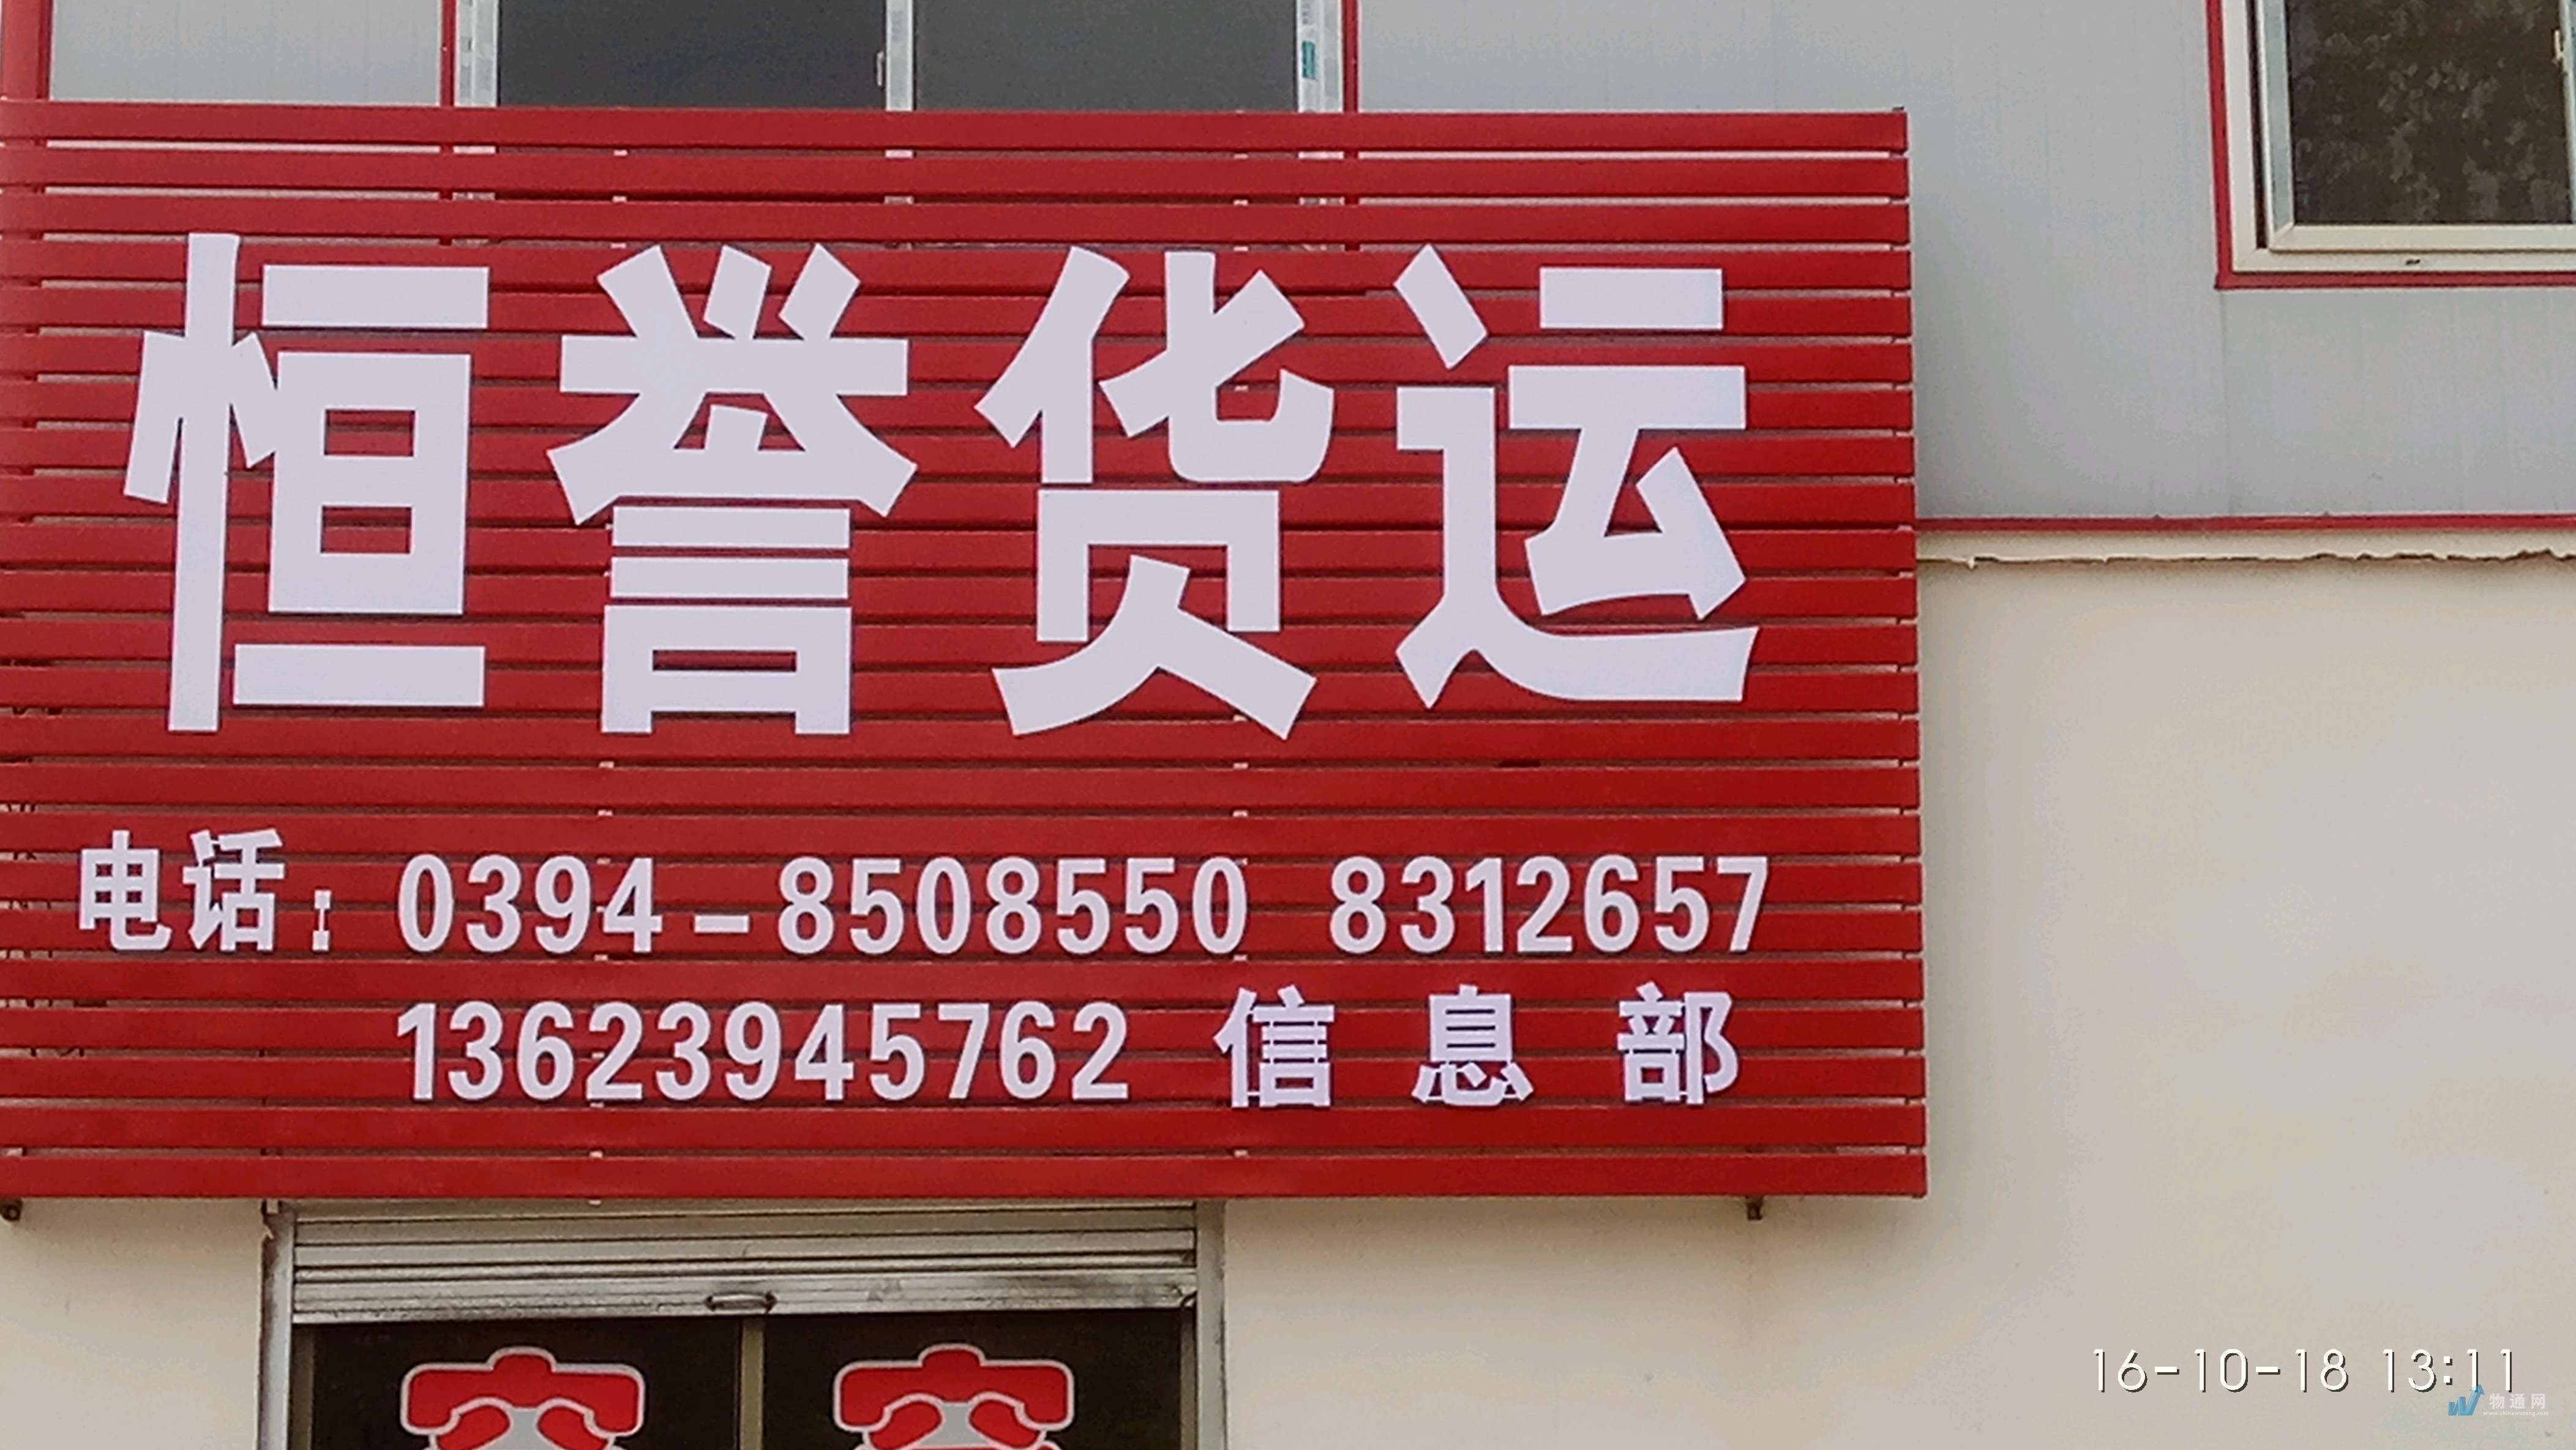 恒誉货运
电话：0394-8508550 8312657
13623945762 信息部
16-10-18 13:11
物通网